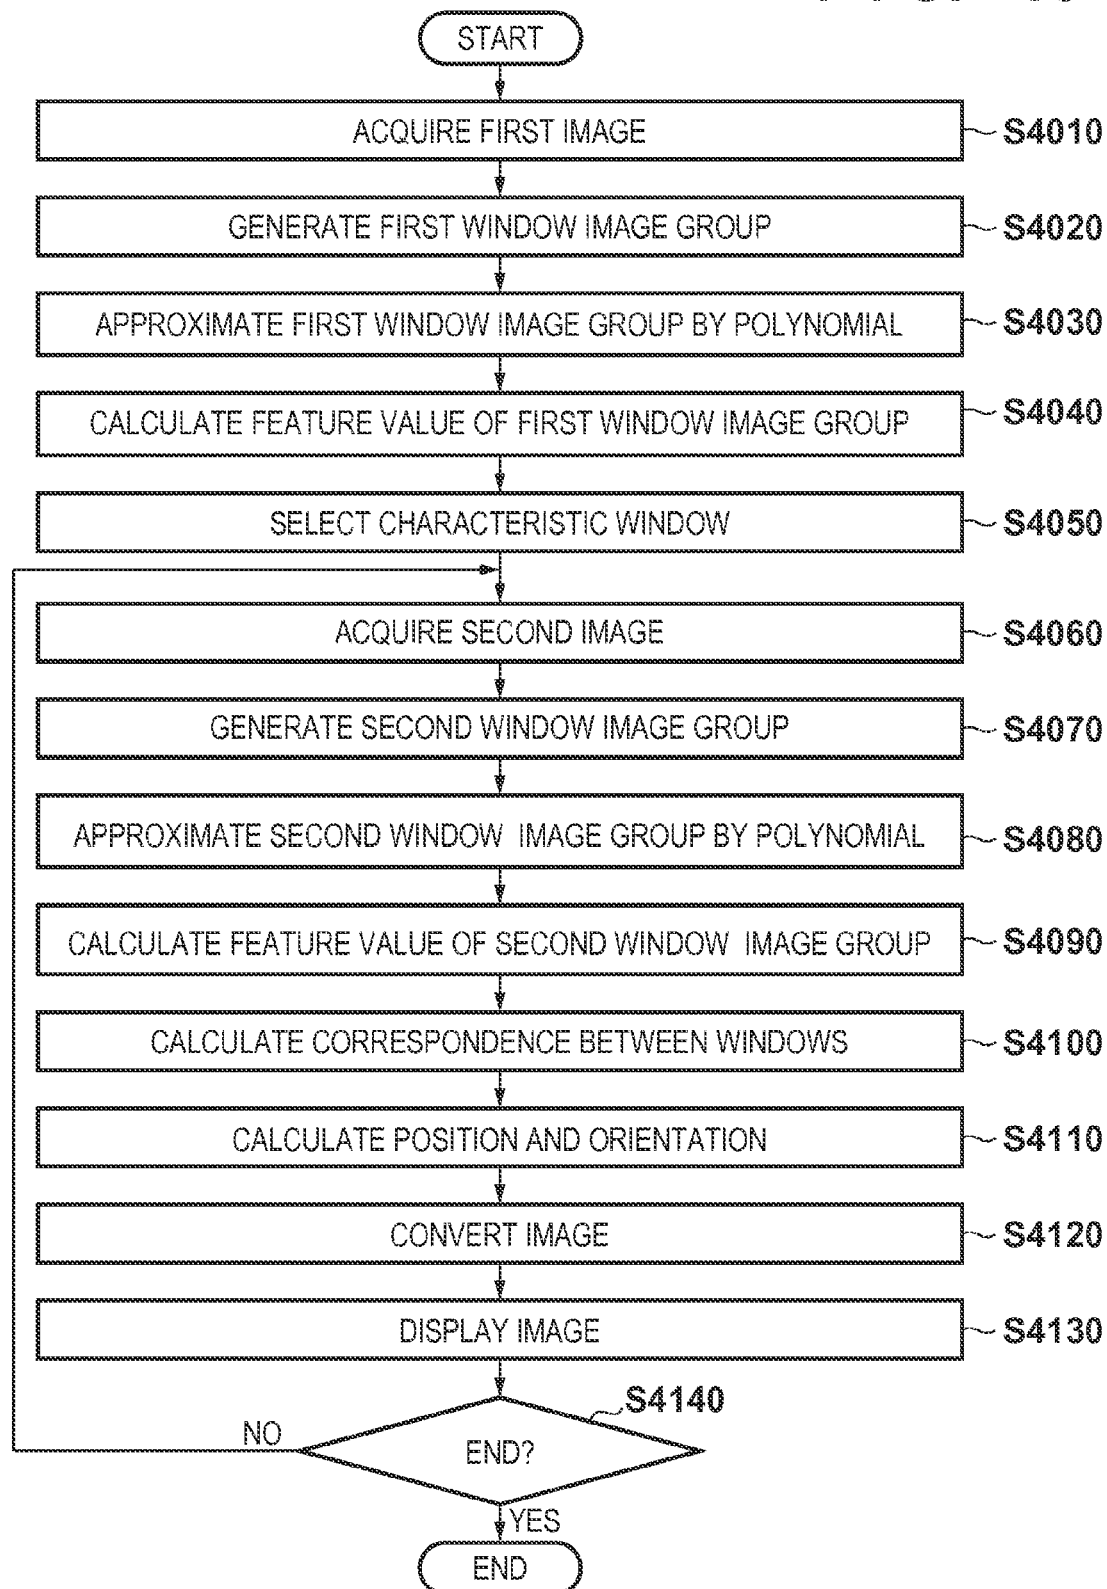 START
ACQUIRE FIRST IMAGE S4010
GENERATE FIRST WINDOW IMAGE GROUP S4020
APPROXIMATE FIRST WINDOW IMAGE GROUP BY POLYNOMIAL S4030
CALCULATE FEATURE VALUE OF FIRST WINDOW IMAGE GROUP S4040
SELECT CHARACTERISTIC WINDOW S4050
ACQUIRE SECOND IMAGE S4060
GENERATE SECOND WINDOW IMAGE GROUP S4070
APPROXIMATE SECOND WINDOW IMAGE GROUP BY POLYNOMIAL S4080
CALCULATE FEATURE VALUE OF SECOND WINDOW IMAGE GROUP S4090
CALCULATE CORRESPONDENCE BETWEEN WINDOWS S4100
CALCULATE POSITION AND ORIENTATION S4110
CONVERT IMAGE S4120
DISPLAY IMAGE S4130
S4140
NO
END?
YES
END